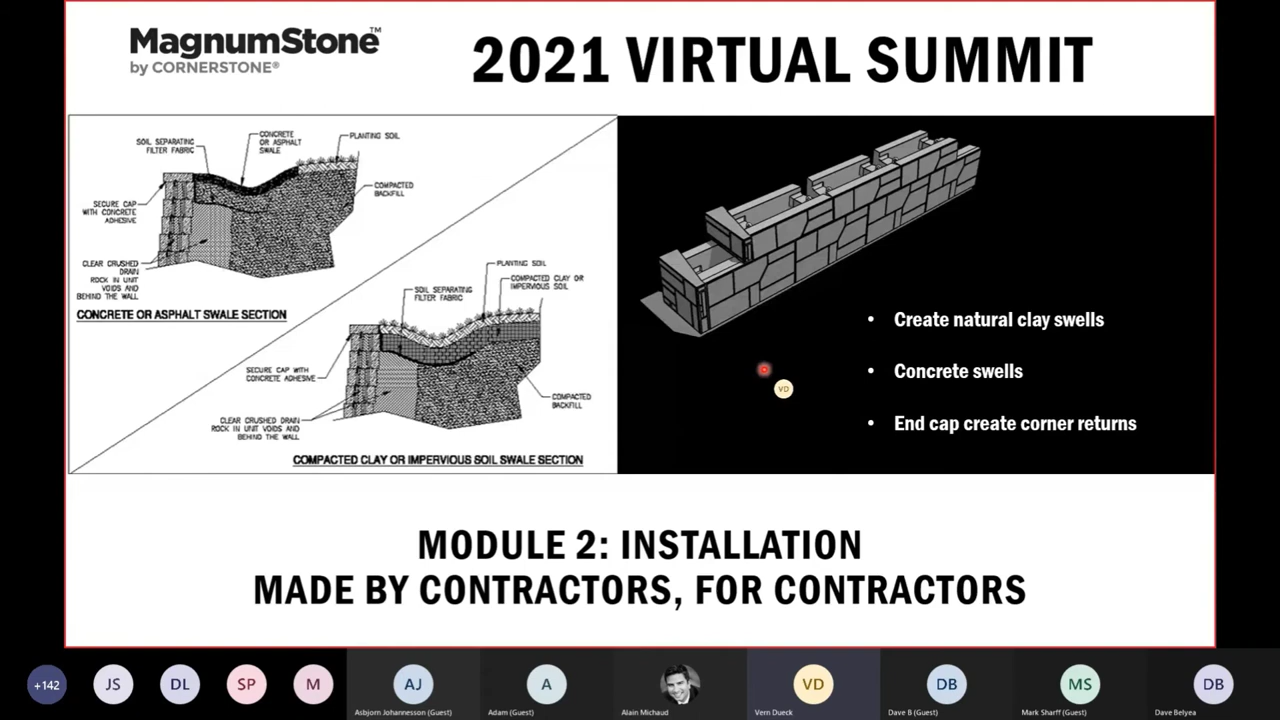 MagnumStone™
by CORNERSTONE®
2021 VIRTUAL SUMMIT
SOIL SEPARATING
FILTER FABRIC
CONCRETE
OR ASPHALT
SWALE
PLANTING SOIL
COMPACTED
BACKFILL
SECURE CAP
WITH CONCRETE
ADHESIVE
CLEAR CRUSHED
DRAIN
ROCK IN UNIT
VOIDS AND
BEHIND THE WALL
CONCRETE OR ASPHALT SWALE SECTION
PLANTING SOIL
COMPACTED CLAY OR
IMPERVIOUS SOIL
SOIL SEPARATING
FILTER FABRIC
SECURE CAP WITH
CONCRETE ADHESIVE
COMPACTED
BACKFILL
CLEAR CRUSHED DRAIN
ROCK IN UNIT VOIDS AND
BEHIND THE WALL
COMPACTED CLAY OR IMPERVIOUS SOIL SWALE SECTION
• Create natural clay swells
• Concrete swells
• End cap create corner returns
VD
MODULE 2: INSTALLATION
MADE BY CONTRACTORS, FOR CONTRACTORS
+142
JS
DL
SP
M
AJ
A
VD
DB
MS
DB
Asbjorn Johannesson (Guest)
Adam (Guest)
Alain Michaud
Vern Dueck
Dave B (Guest)
Mark Sharff (Guest)
Dave Belyea